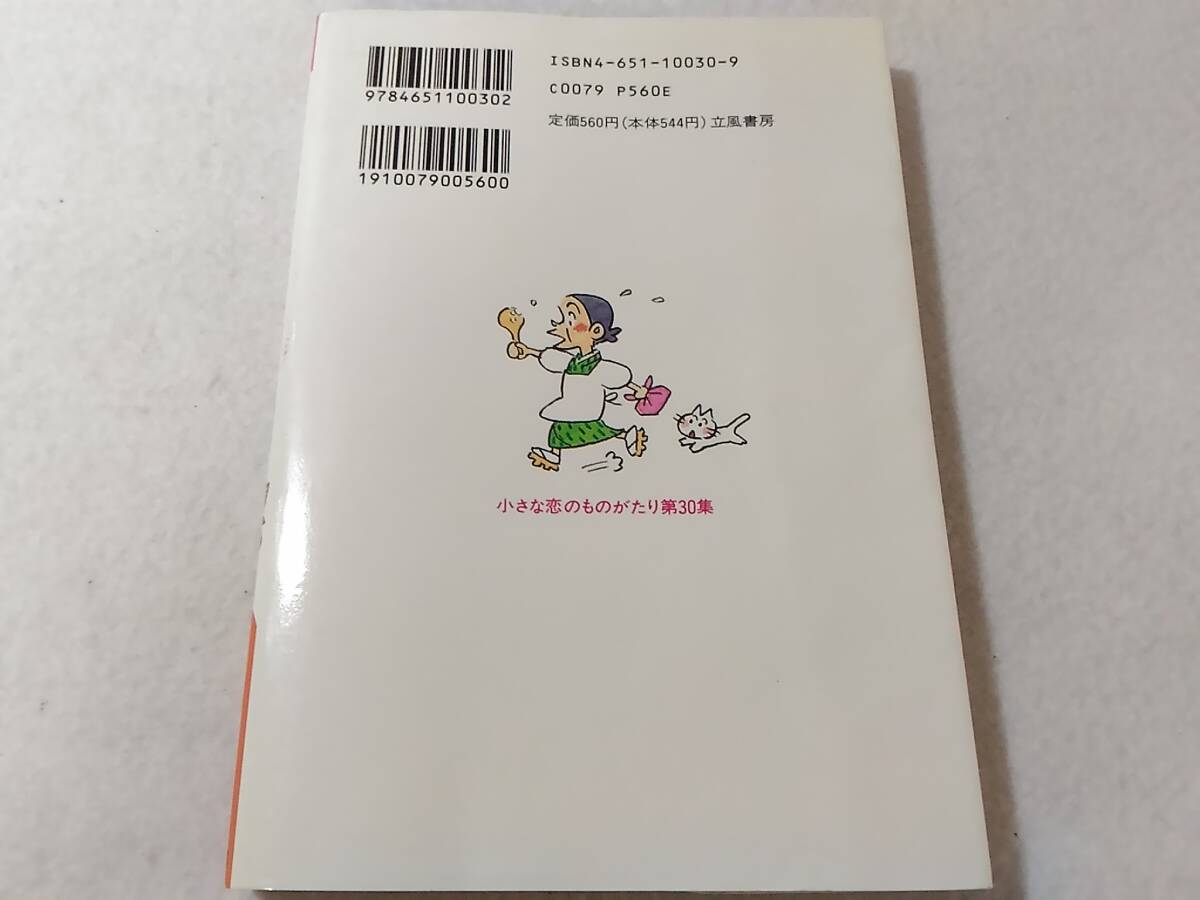 ISBN4-651-10030-9
C0079 P560E
定価560円(本体544円)立風書房
9784651100302
1910079005600
小さな恋のものがたり第30集